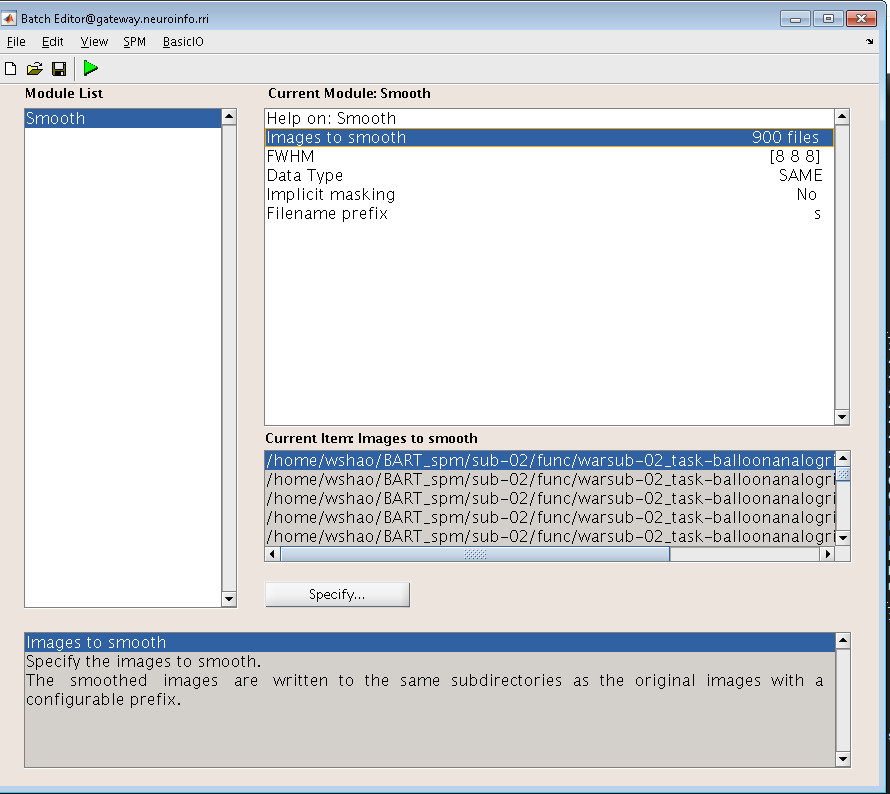 Batch Editor@gateway.neuroinfo.rri
File Edit View SPM BasicIO
Module List
Smooth
Current Module: Smooth
Help on: Smooth
Images to smooth 900 files
FWHM [8 8 8]
Data Type SAME
Implicit masking No
Filename prefix s
Current Item: Images to smooth
/home/wshao/BART_spm/sub-02/func/warsub-02_task-balloonanalogri
/home/wshao/BART_spm/sub-02/func/warsub-02_task-balloonanalogri
/home/wshao/BART_spm/sub-02/func/warsub-02_task-balloonanalogri
/home/wshao/BART_spm/sub-02/func/warsub-02_task-balloonanalogri
/home/wshao/BART_spm/sub-02/func/warsub-02_task-balloonanalogri
Specify...
Images to smooth
Specify the images to smooth.
The smoothed images are written to the same subdirectories as the original images with a
configurable prefix.